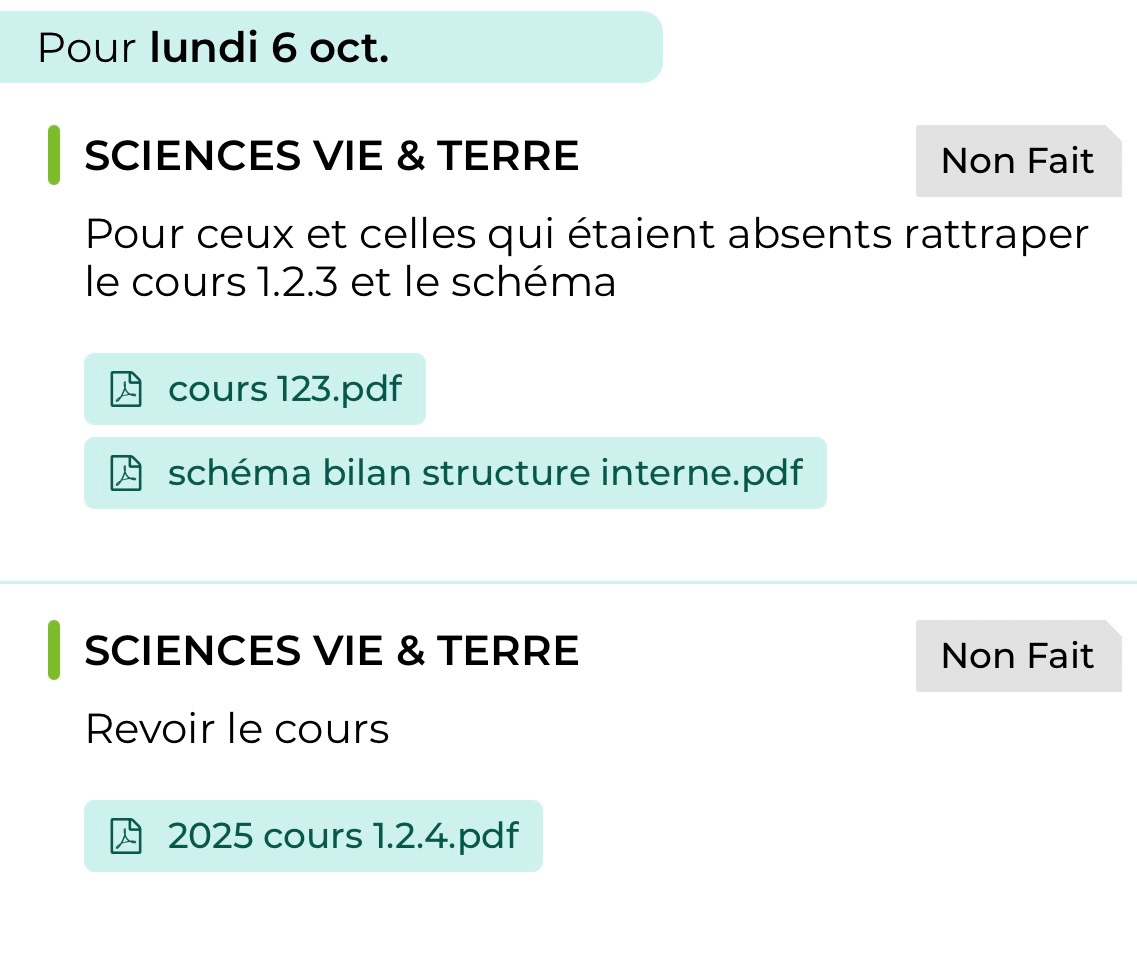 Pour lundi 6 oct.
SCIENCES VIE & TERRE
Non Fait
Pour ceux et celles qui étaient absents rattraper
le cours 1.2.3 et le schéma
cours 123.pdf
schéma bilan structure interne.pdf
SCIENCES VIE & TERRE
Non Fait
Revoir le cours
2025 cours 1.2.4.pdf